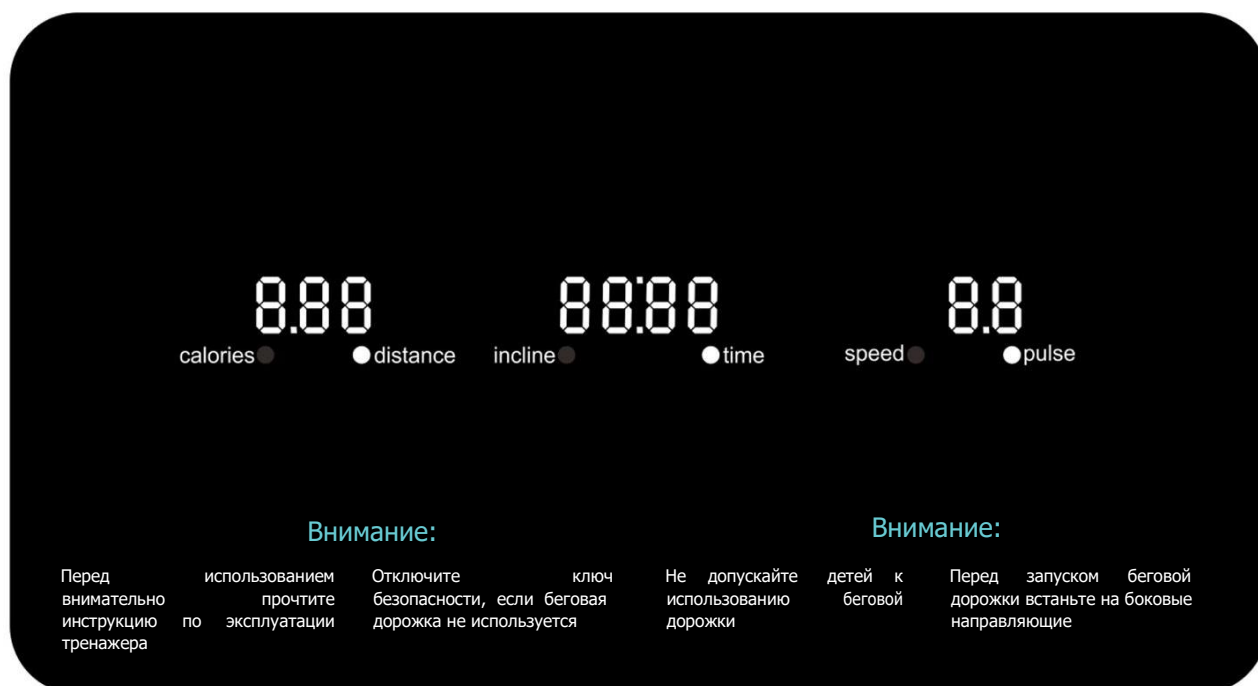 8.88
88:88
8.8
calories distance
incline time
speed pulse
Внимание:
Перед использованием
внимательно прочтите
инструкцию по эксплуатации
тренажера
Отключите ключ
безопасности, если беговая
дорожка не используется
Внимание:
Не допускайте детей к
использованию беговой
дорожки
Перед запуском беговой
дорожки встаньте на боковые
направляющие